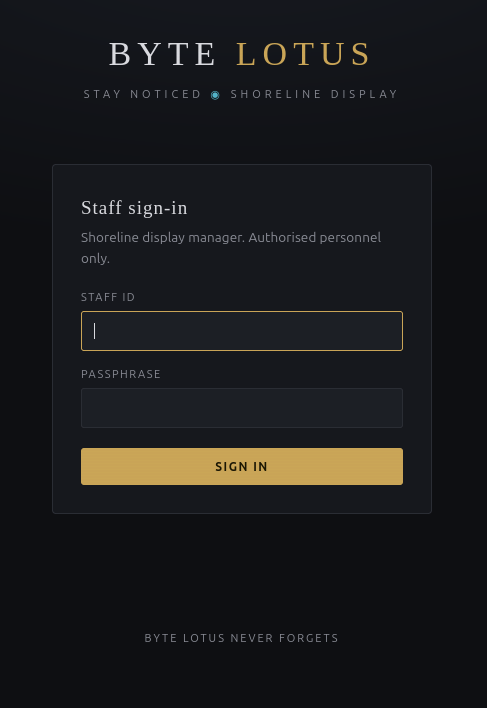 BYTE LOTUS
STAY NOTICED ◉ SHORELINE DISPLAY
Staff sign-in
Shoreline display manager. Authorised personnel
only.
STAFF ID
PASSPHRASE
SIGN IN
BYTE LOTUS NEVER FORGETS